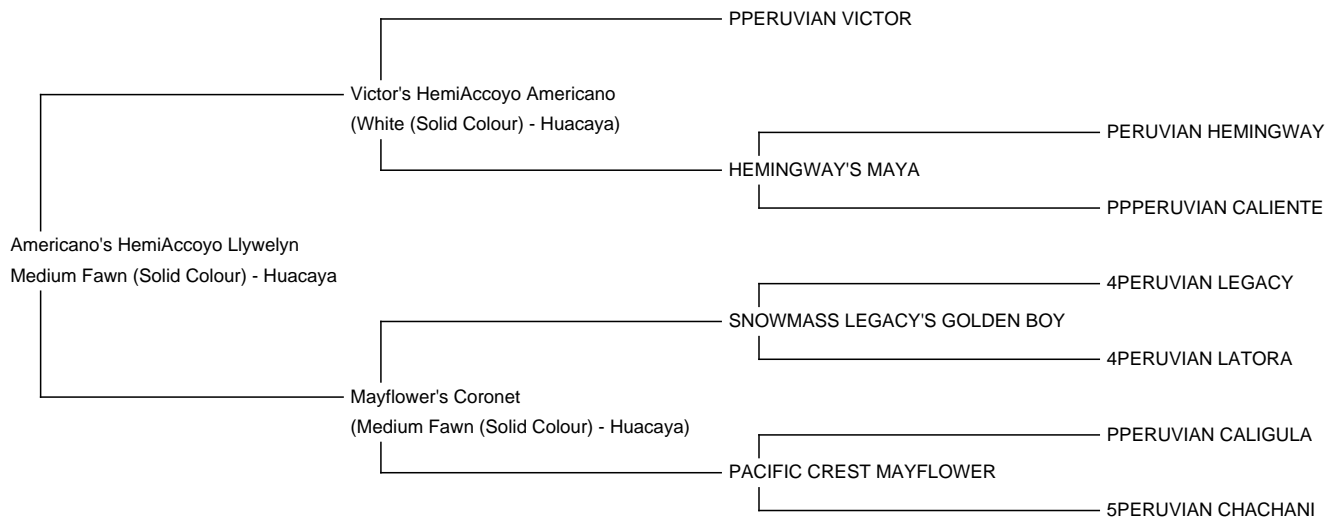 PPERUVIAN VICTOR
Victor's HemiAccoyo Americano
(White (Solid Colour) - Huacaya)
PERUVIAN HEMINGWAY
HEMINGWAY'S MAYA
PPPERUVIAN CALIENTE
Americano's HemiAccoyo Llywelyn
Medium Fawn (Solid Colour) - Huacaya
4PERUVIAN LEGACY
SNOWMASS LEGACY'S GOLDEN BOY
4PERUVIAN LATORA
Mayflower's Coronet
(Medium Fawn (Solid Colour) - Huacaya)
PPERUVIAN CALIGULA
PACIFIC CREST MAYFLOWER
5PERUVIAN CHACHANI